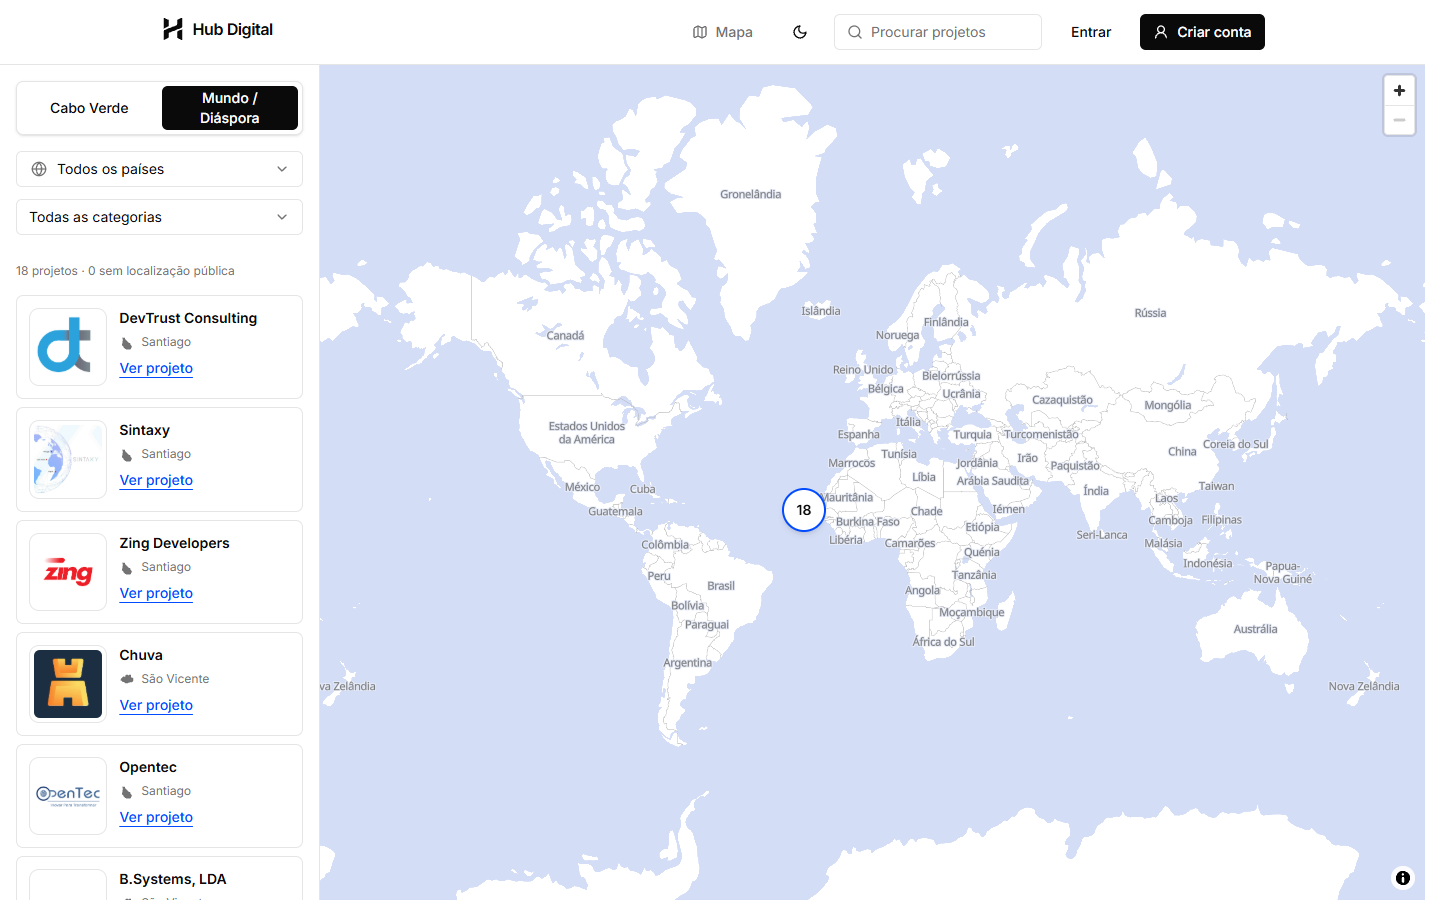 Hub Digital
Mapa
Procurar projetos
Entrar
Criar conta
Cabo Verde
Mundo /
Diáspora
Todos os países
Todas as categorias
18 projetos · 0 sem localização pública
DevTrust Consulting
Santiago
Ver projeto
Sintaxy
Santiago
Ver projeto
SINTAXY
zing
Zing Developers
Santiago
Ver projeto
Chuva
São Vicente
Ver projeto
OpenTec
Opentec
Santiago
Ver projeto
B.Systems, LDA
Gronelândia
Islândia
Rússia
Finlândia
Noruega
Canadá
Reino Unido
Bielorrússia
Bélgica
Ucrânia
Cazaquistão
Mongólia
Itália
Estados Unidos
da América
Espanha
Turquia
Turcomenistão
Coreia do Sul
Tunísia
China
Marrocos
Jordânia
Irão
Paquistão
Líbia
Arábia Saudita
México
Cuba
Índia
Taiwan
Mauritânia
Laos
18
Guatemala
Chade
Iémen
Burkina Faso
Camboja
Filipinas
Etiópia
Libéria
Camarões
Seri-Lanca
Malásia
Colômbia
Quénia
Indonésia
Papua-
Nova Guiné
Peru
Brasil
Tanzânia
Angola
Bolívia
Moçambique
Paraguai
Austrália
África do Sul
Argentina
va Zelândia
Nova Zelândia